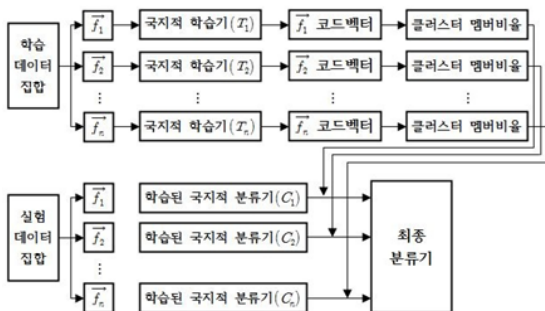 학습
데이터
집합
f₁ 국지적 학습기(T₁) f₁ 코드벡터 클러스터 멤버비율
f₂ 국지적 학습기(T₂) f₂ 코드벡터 클러스터 멤버비율
⋮ ⋮ ⋮ ⋮
fₙ 국지적 학습기(Tₙ) fₙ 코드벡터 클러스터 멤버비율
실험
데이터
집합
f₁ 학습된 국지적 분류기(C₁)
f₂ 학습된 국지적 분류기(C₂)
⋮ ⋮
fₙ 학습된 국지적 분류기(Cₙ)
최종
분류기